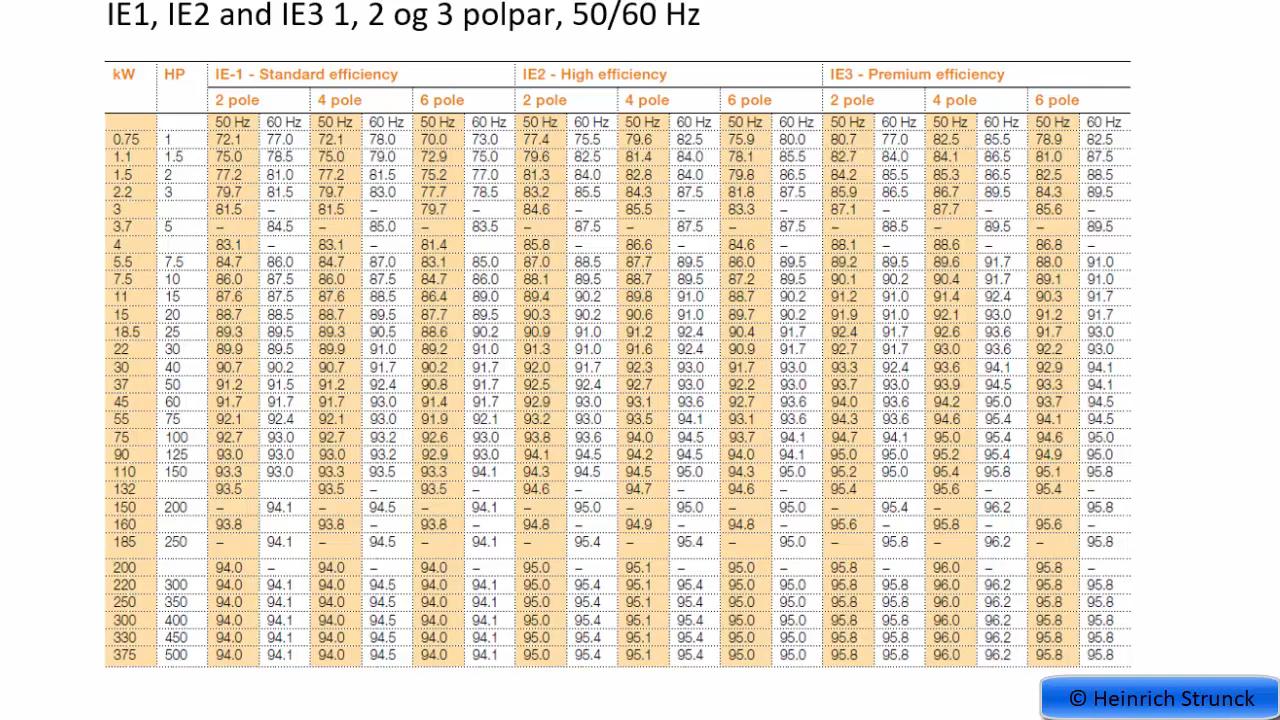 IE1, IE2 and IE3 1, 2 og 3 polpar, 50/60 Hz
kW HP IE-1 - Standard efficiency IE2 - High efficiency IE3 - Premium efficiency
2 pole 4 pole 6 pole 2 pole 4 pole 6 pole 2 pole 4 pole 6 pole
50 Hz 60 Hz 50 Hz 60 Hz 50 Hz 60 Hz 50 Hz 60 Hz 50 Hz 60 Hz 50 Hz 60 Hz 50 Hz 60 Hz 50 Hz 60 Hz 50 Hz 60 Hz
0.75 1 72.1 77.0 72.1 78.0 70.0 73.0 77.4 75.5 79.6 82.5 75.9 80.0 80.7 77.0 82.5 85.5 78.9 82.5
1.1 1.5 75.0 78.5 75.0 79.0 72.9 75.0 79.6 82.5 81.4 84.0 78.1 85.5 82.7 84.0 84.1 86.5 81.0 87.5
1.5 2 77.2 81.0 77.2 81.5 75.2 77.0 81.3 84.0 82.8 84.0 79.8 86.5 84.2 85.5 85.3 86.5 82.5 88.5
2.2 3 79.7 81.5 79.7 83.0 77.7 78.5 83.2 85.5 84.3 87.5 81.8 87.5 85.9 86.5 86.7 89.5 84.3 89.5
3 81.5 – 81.5 – 79.7 – 84.6 – 85.5 – 83.3 – 87.1 – 87.7 – 85.6 –
3.7 5 – 84.5 – 85.0 – 83.5 – 87.5 – 87.5 – 87.5 – 88.5 – 89.5 – 89.5
4 83.1 – 83.1 – 81.4 – 85.8 – 86.6 – 84.6 – 88.1 – 88.6 – 86.8 –
5.5 7.5 84.7 86.0 84.7 87.0 83.1 85.0 87.0 88.5 87.7 89.5 86.0 89.5 89.2 89.5 89.6 91.7 88.0 91.0
7.5 10 86.0 87.5 86.0 87.5 84.7 86.0 88.1 89.5 88.7 89.5 87.2 89.5 90.1 90.2 90.4 91.7 89.1 91.0
11 15 87.6 87.5 87.6 88.5 86.4 89.0 89.4 90.2 89.8 91.0 88.7 90.2 91.2 91.0 91.4 92.4 90.3 91.7
15 20 88.7 88.5 88.7 89.5 87.7 89.5 90.3 90.2 90.6 91.0 89.7 90.2 91.9 91.0 92.1 93.0 91.2 91.7
18.5 25 89.3 89.5 89.3 90.5 88.6 90.2 90.9 91.0 91.2 92.4 90.4 91.7 92.4 91.7 92.6 93.6 91.7 93.0
22 30 89.9 89.5 89.9 91.0 89.2 91.0 91.3 91.0 91.6 92.4 90.9 91.7 92.7 91.7 93.0 93.6 92.2 93.0
30 40 90.7 90.2 90.7 91.7 90.2 91.7 92.0 91.7 92.3 93.0 91.7 93.0 93.3 92.4 93.6 94.1 92.9 94.1
37 50 91.2 91.5 91.2 92.4 90.8 91.7 92.5 92.4 92.7 93.0 92.2 93.0 93.7 93.0 93.9 94.5 93.3 94.1
45 60 91.7 91.7 91.7 93.0 91.4 91.7 92.9 93.0 93.1 93.6 92.7 93.6 94.0 93.6 94.2 95.0 93.7 94.5
55 75 92.1 92.4 92.1 93.0 91.9 92.1 93.2 93.0 93.5 94.1 93.1 93.6 94.3 93.6 94.6 95.4 94.1 94.5
75 100 92.7 93.0 92.7 93.2 92.6 93.0 93.8 93.6 94.0 94.5 93.7 94.1 94.7 94.1 95.0 95.4 94.6 95.0
90 125 93.0 93.0 93.0 93.2 92.9 93.0 94.1 94.5 94.2 94.5 94.0 94.1 95.0 95.0 95.2 95.4 94.9 95.0
110 150 93.3 93.0 93.3 93.5 93.3 94.1 94.3 94.5 94.5 95.0 94.3 95.0 95.2 95.0 95.4 95.8 95.1 95.8
132 93.5 93.5 – 93.5 – 94.6 – 94.7 – 94.6 – 95.4 95.6 – 95.4 –
150 200 – 94.1 – 94.5 – 94.1 – 95.0 – 95.0 – 95.0 – 95.4 – 96.2 – 95.8
160 93.8 – 93.8 – 93.8 – 94.8 – 94.9 – 94.8 – 95.6 – 95.8 – 95.6 –
185 250 – 94.1 – 94.5 – 94.1 – 95.4 – 95.4 – 95.0 – 95.8 – 96.2 – 95.8
200 94.0 – 94.0 – 94.0 – 95.0 – 95.1 – 95.0 – 95.8 – 96.0 – 95.8 –
220 300 94.0 94.1 94.0 94.5 94.0 94.1 95.0 95.4 95.1 95.4 95.0 95.0 95.8 95.8 96.0 96.2 95.8 95.8
250 350 94.0 94.1 94.0 94.5 94.0 94.1 95.0 95.4 95.1 95.4 95.0 95.0 95.8 95.8 96.0 96.2 95.8 95.8
300 400 94.0 94.1 94.0 94.5 94.0 94.1 95.0 95.4 95.1 95.4 95.0 95.0 95.8 95.8 96.0 96.2 95.8 95.8
330 450 94.0 94.1 94.0 94.5 94.0 94.1 95.0 95.4 95.1 95.4 95.0 95.0 95.8 95.8 96.0 96.2 95.8 95.8
375 500 94.0 94.1 94.0 94.5 94.0 94.1 95.0 95.4 95.1 95.4 95.0 95.0 95.8 95.8 96.0 96.2 95.8 95.8
© Heinrich Strunck